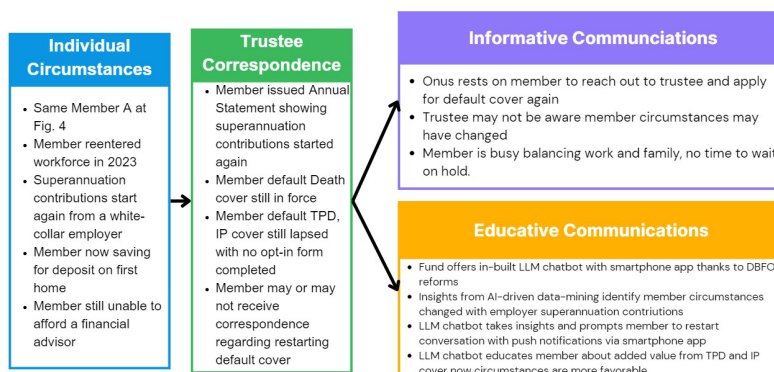 Individual
Circumstances
• Same Member A at
Fig. 4
• Member reentered
workforce in 2023
• Superannuation
contributions start
again from a white-
collar employer
• Member now saving
for deposit on first
home
• Member still unable to
afford a financial
advisor
Trustee
Correspondence
• Member issued Annual
Statement showing
superannuation
contributions started
again
• Member default Death
cover still in force
• Member default TPD,
IP cover still lapsed
with no opt-in form
completed
• Member may or may
not receive
correspondence
regarding restarting
default cover
Informative Communciations
• Onus rests on member to reach out to trustee and apply
for default cover again
• Trustee may not be aware member circumstances may
have changed
• Member is busy balancing work and family, no time to wait
on hold.
Educative Communications
• Fund offers in-built LLM chatbot with smartphone app thanks to DBFO
reforms
• Insights from AI-driven data-mining identify member circumstances
changed with employer superannuation contriutions
• LLM chatbot takes insights and prompts member to restart
conversation with push notifications via smartphone app
• LLM chatbot educates member about added value from TPD and IP
cover now circumstances are more favorable